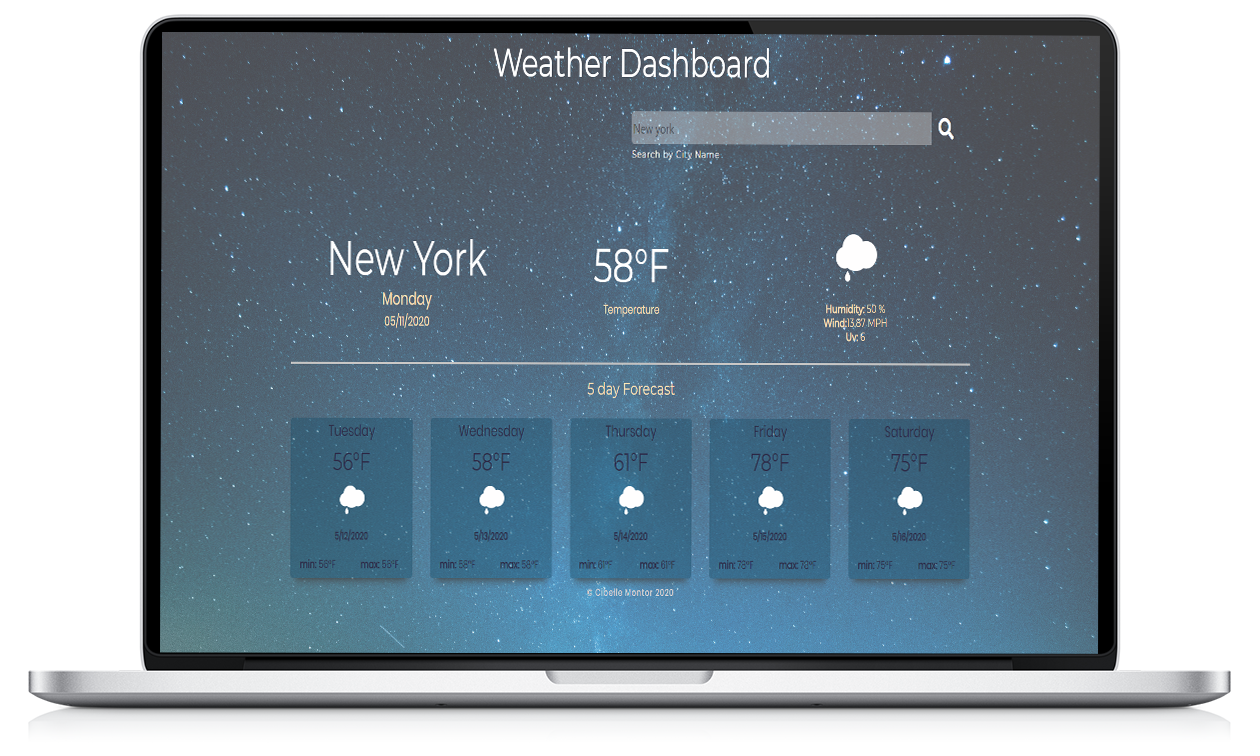 Weather Dashboard
New york
Search by City Name
New York
Monday
05/11/2020
58°F
Temperature
Humidity: 50 %
Wind:13.87 MPH
Uv: 6
5 day Forecast
Tuesday
56°F
5/12/2020
min: 56°F max: 56°F
Wednesday
58°F
5/13/2020
min: 58°F max: 58°F
Thursday
61°F
5/14/2020
min: 61°F max: 61°F
Friday
78°F
5/15/2020
min: 78°F max: 78°F
Saturday
75°F
5/16/2020
min: 75°F max: 75°F
© Cibelle Montor 2020